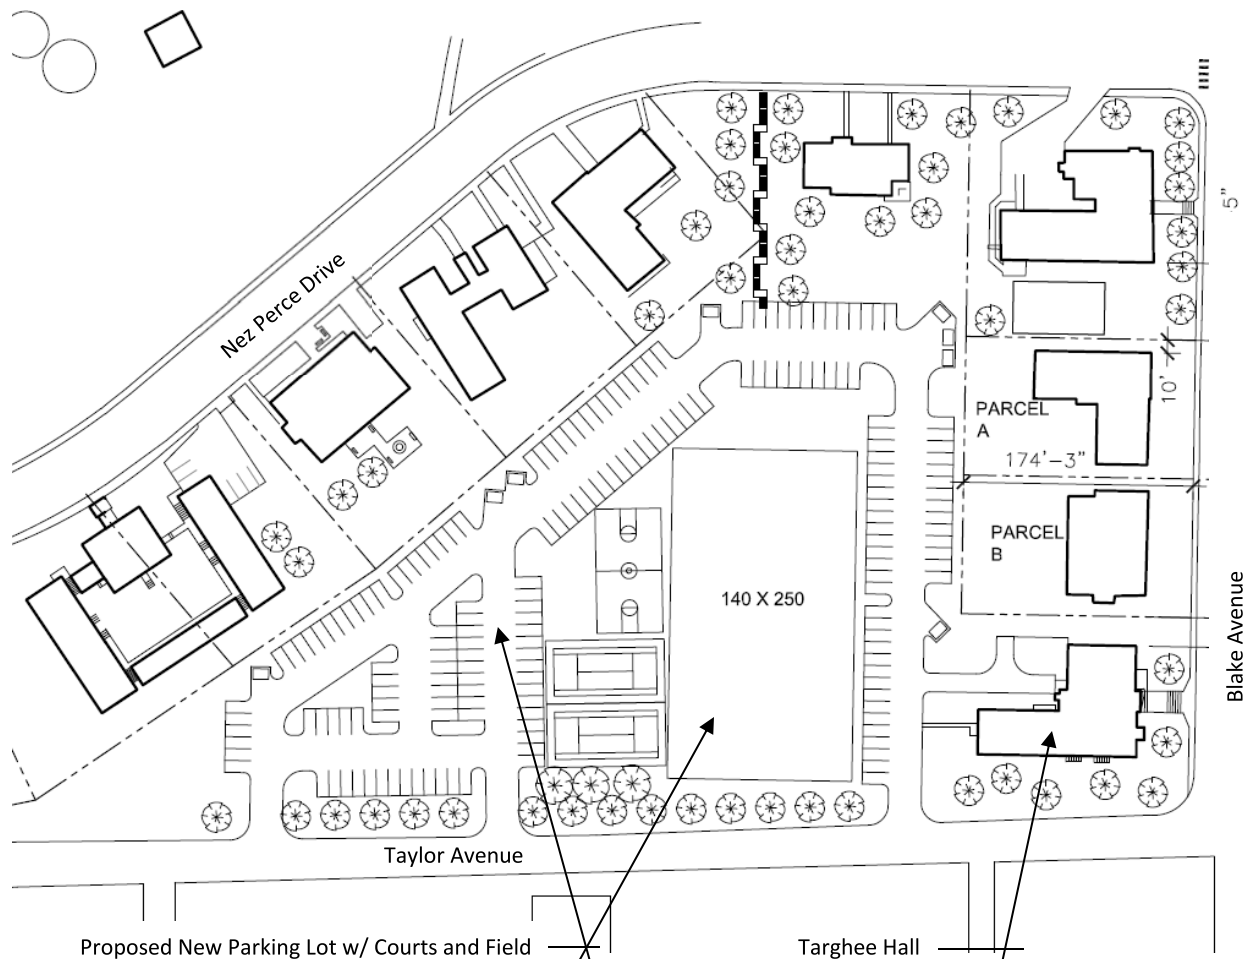 5"
Nez Perce Drive
10'
PARCEL
A
174'-3"
PARCEL
B
140 X 250
Blake Avenue
Taylor Avenue
Proposed New Parking Lot w/ Courts and Field
Targhee Hall